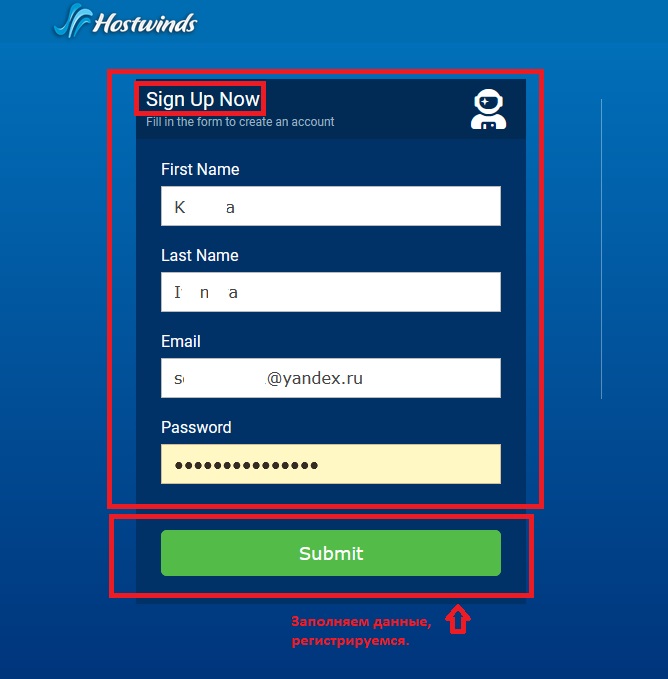 Hostwinds
Sign Up Now
Fill in the form to create an account
First Name
K a
Last Name
I n a
Email
s @yandex.ru
Password
•••••••••••••••
Submit
Заполняем данные,
регистрируемся.